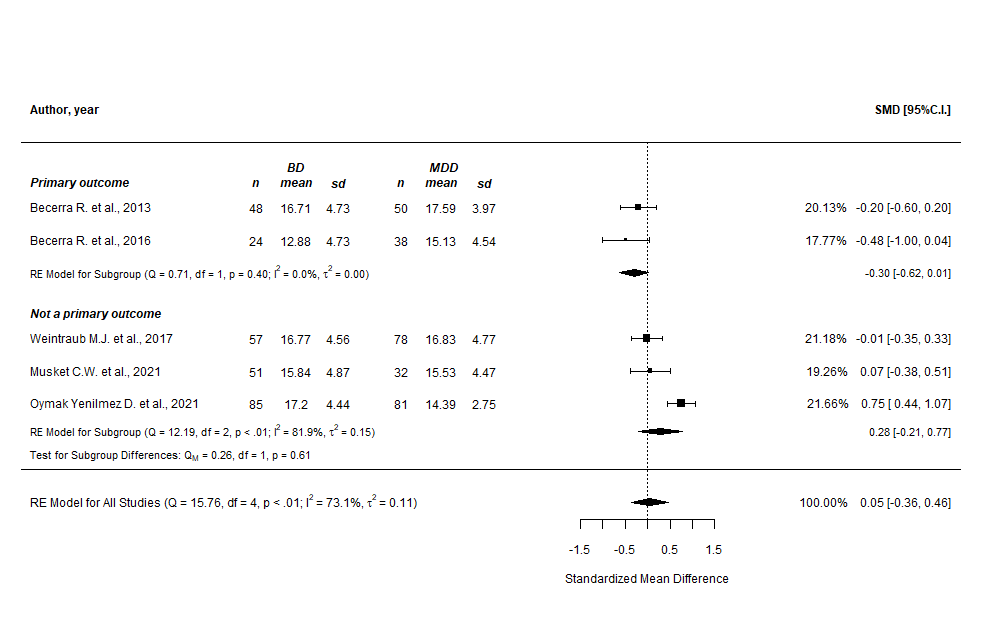 Author, year SMD [95%C.I.]
BD MDD
Primary outcome n mean sd n mean sd
Becerra R. et al., 2013 48 16.71 4.73 50 17.59 3.97 20.13% -0.20 [-0.60, 0.20]
Becerra R. et al., 2016 24 12.88 4.73 38 15.13 4.54 17.77% -0.48 [-1.00, 0.04]
RE Model for Subgroup (Q = 0.71, df = 1, p = 0.40; I² = 0.0%, τ² = 0.00) -0.30 [-0.62, 0.01]
Not a primary outcome
Weintraub M.J. et al., 2017 57 16.77 4.56 78 16.83 4.77 21.18% -0.01 [-0.35, 0.33]
Musket C.W. et al., 2021 51 15.84 4.87 32 15.53 4.47 19.26% 0.07 [-0.38, 0.51]
Oymak Yenilmez D. et al., 2021 85 17.2 4.44 81 14.39 2.75 21.66% 0.75 [ 0.44, 1.07]
RE Model for Subgroup (Q = 12.19, df = 2, p < .01; I² = 81.9%, τ² = 0.15) 0.28 [-0.21, 0.77]
Test for Subgroup Differences: Q_M = 0.26, df = 1, p = 0.61
RE Model for All Studies (Q = 15.76, df = 4, p < .01; I² = 73.1%, τ² = 0.11) 100.00% 0.05 [-0.36, 0.46]
-1.5 -0.5 0.5 1.5
Standardized Mean Difference